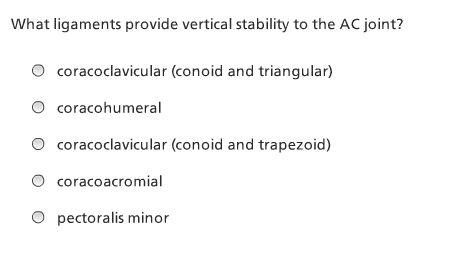 What ligaments provide vertical stability to the AC joint?
coracoclavicular (conoid and triangular)
coracohumeral
coracoclavicular (conoid and trapezoid)
coracoacromial
pectoralis minor